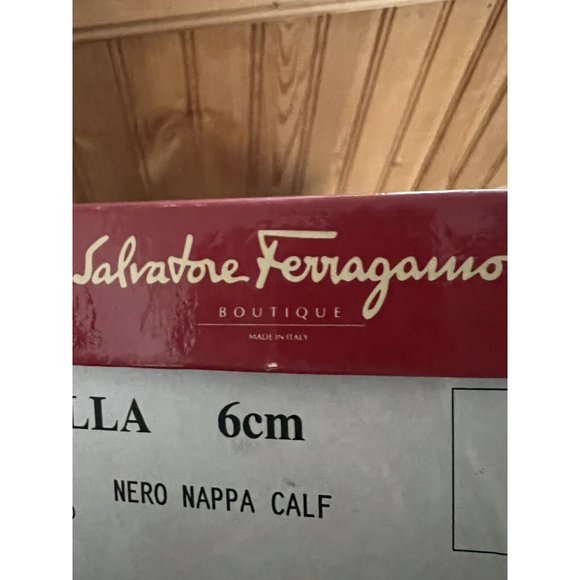 Salvatore Ferragamo
BOUTIQUE
MADE IN ITALY
LLA 6cm
NERO NAPPA CALF